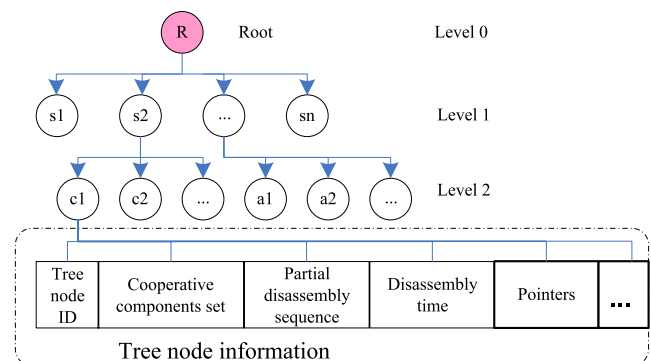 R Root Level 0
s1 s2 ... sn Level 1
c1 c2 ... a1 a2 ... Level 2
Tree node ID
Cooperative components set
Partial disassembly sequence
Disassembly time
Pointers
...
Tree node information